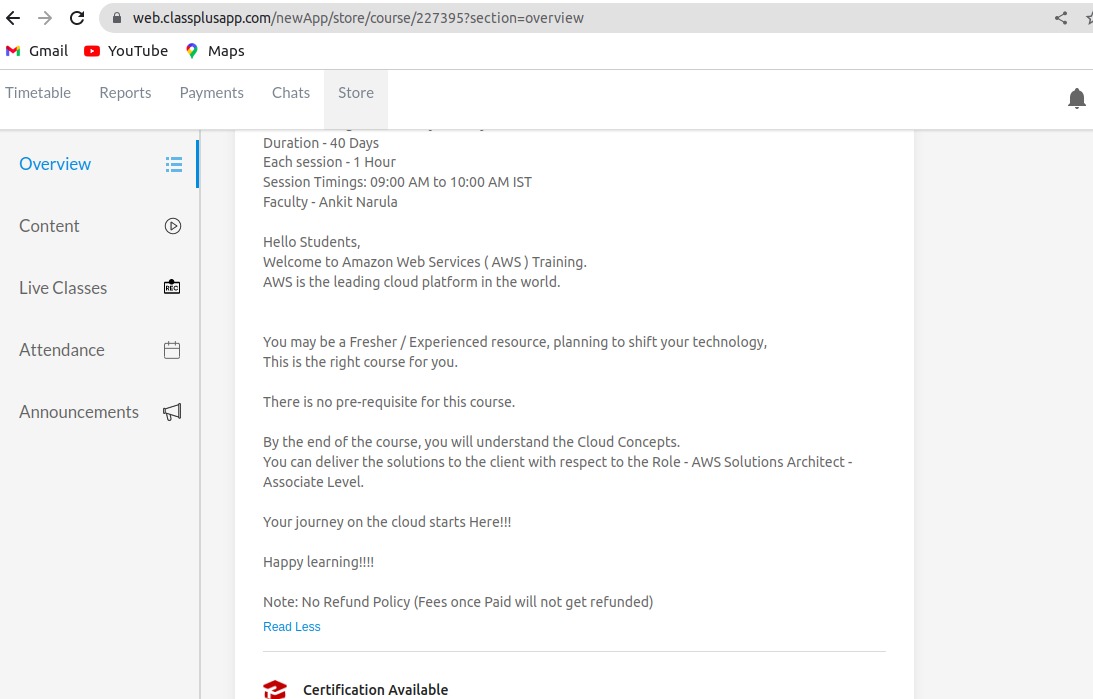 web.classplusapp.com/newApp/store/course/227395?section=overview
Gmail YouTube Maps
Timetable Reports Payments Chats Store
Overview
Content
Live Classes
REC
Attendance
Announcements
Duration - 40 Days
Each session - 1 Hour
Session Timings: 09:00 AM to 10:00 AM IST
Faculty - Ankit Narula
Hello Students,
Welcome to Amazon Web Services ( AWS ) Training.
AWS is the leading cloud platform in the world.
You may be a Fresher / Experienced resource, planning to shift your technology,
This is the right course for you.
There is no pre-requisite for this course.
By the end of the course, you will understand the Cloud Concepts.
You can deliver the solutions to the client with respect to the Role - AWS Solutions Architect -
Associate Level.
Your journey on the cloud starts Here!!!
Happy learning!!!!
Note: No Refund Policy (Fees once Paid will not get refunded)
Read Less
Certification Available